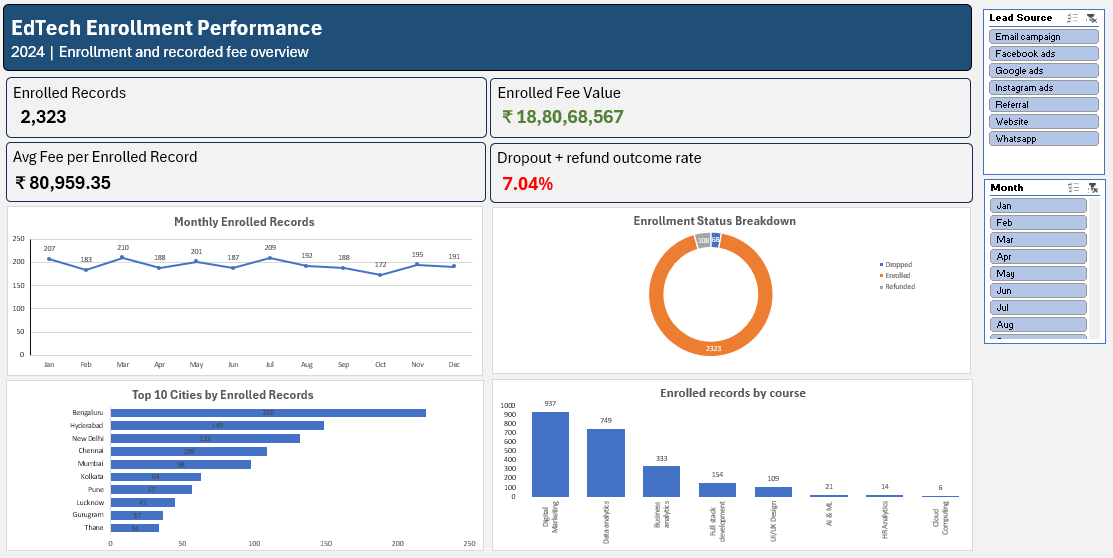 EdTech Enrollment Performance
2024 | Enrollment and recorded fee overview
Enrolled Records
2,323
Enrolled Fee Value
₹ 18,80,68,567
Avg Fee per Enrolled Record
₹ 80,959.35
Dropout + refund outcome rate
7.04%
Monthly Enrolled Records
250
200
150
100
50
0
207
183
210
188
201
187
209
192
188
172
195
191
Jan
Feb
Mar
Apr
May
Jun
Jul
Aug
Sep
Oct
Nov
Dec
Enrollment Status Breakdown
108
68
2323
Dropped
Enrolled
Refunded
Top 10 Cities by Enrolled Records
Bengaluru
220
Hyderabad
149
New Delhi
132
Chennai
109
Mumbai
98
Kolkata
63
Pune
57
Lucknow
45
Gurugram
37
Thane
34
0
50
100
150
200
250
Enrolled records by course
1000
900
800
700
600
500
400
300
200
100
0
937
749
333
154
109
21
14
6
Digital
Marketing
Data analytics
Business
analytics
Full stack
development
UI/UX Design
AI & ML
HR Analytics
Cloud
Computing
Lead Source
Email campaign
Facebook ads
Google ads
Instagram ads
Referral
Website
Whatsapp
Month
Jan
Feb
Mar
Apr
May
Jun
Jul
Aug